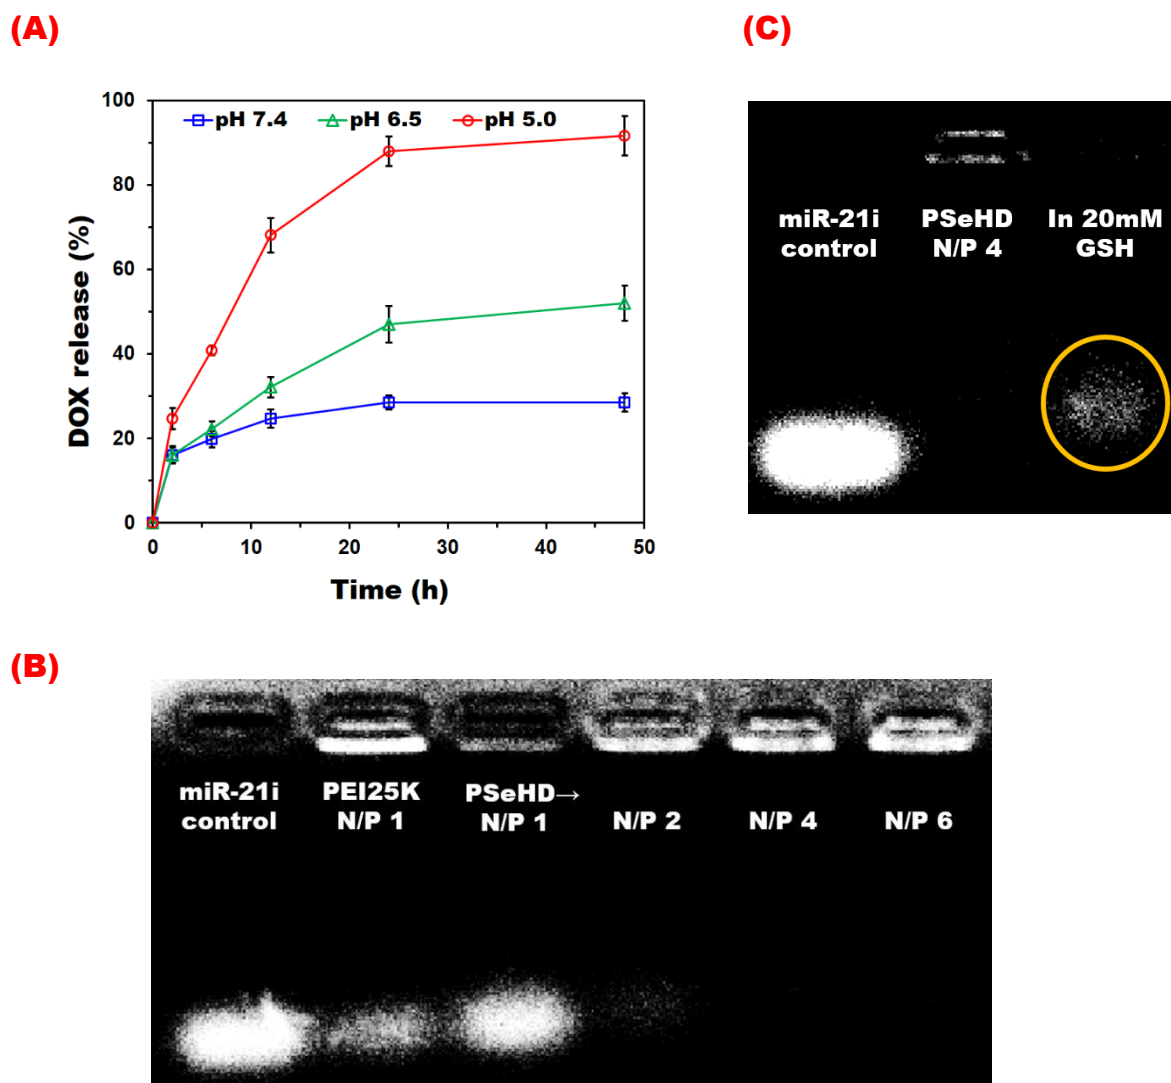 (A)
DOX release (%)
100
80
60
40
20
0
pH 7.4 pH 6.5 pH 5.0
0 10 20 30 40 50
Time (h)
(C)
miR-21i PSeHD In 20mM
control N/P 4 GSH
(B)
miR-21i PEI25K PSeHD→
control N/P 1 N/P 1 N/P 2 N/P 4 N/P 6